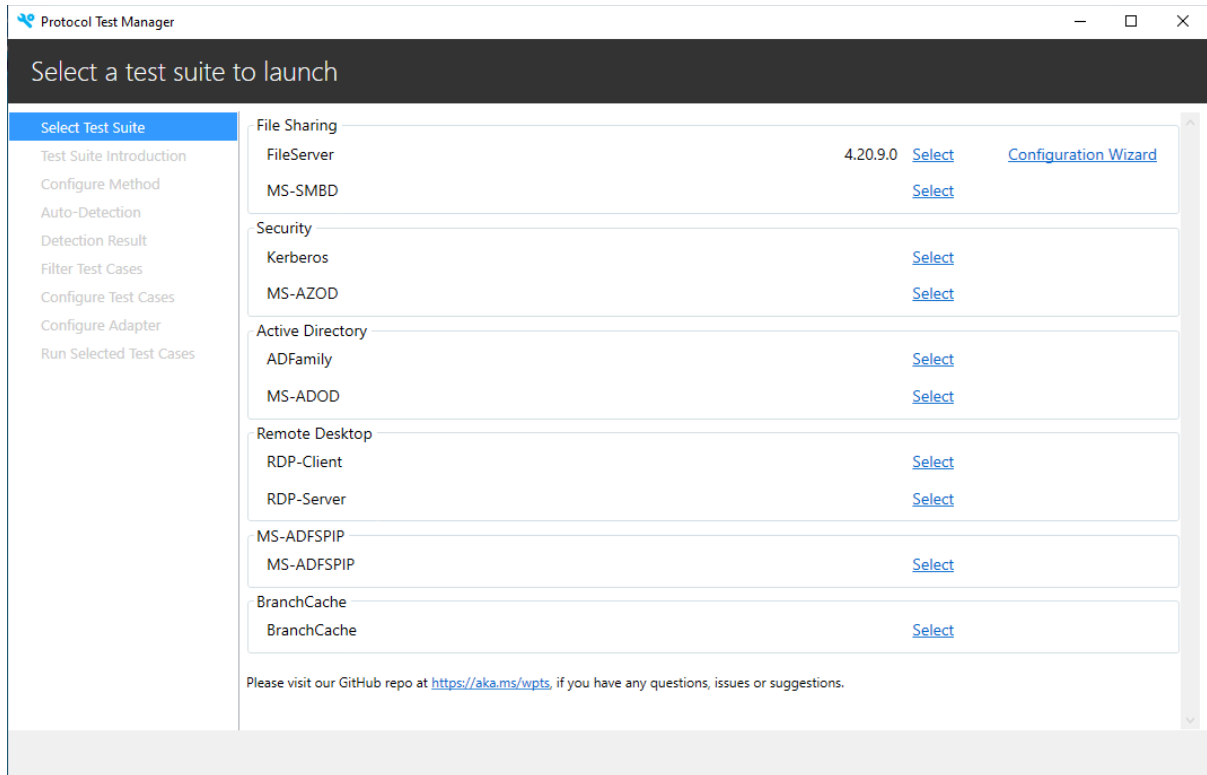 Protocol Test Manager
Select a test suite to launch
Select Test Suite
Test Suite Introduction
Configure Method
Auto-Detection
Detection Result
Filter Test Cases
Configure Test Cases
Configure Adapter
Run Selected Test Cases
File Sharing
FileServer 4.20.9.0 Select Configuration Wizard
MS-SMBD Select
Security
Kerberos Select
MS-AZOD Select
Active Directory
ADFamily Select
MS-ADOD Select
Remote Desktop
RDP-Client Select
RDP-Server Select
MS-ADFSPIP
MS-ADFSPIP Select
BranchCache
BranchCache Select
Please visit our GitHub repo at https://aka.ms/wpts, if you have any questions, issues or suggestions.